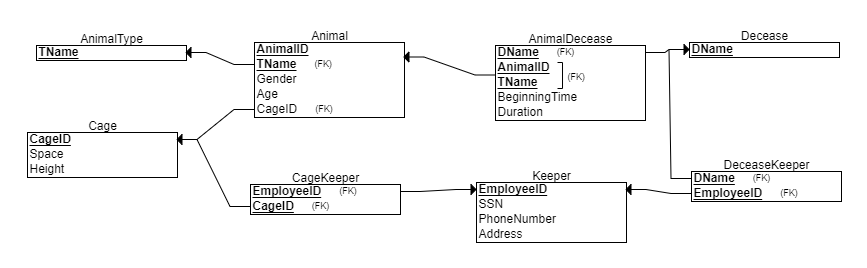 AnimalType
TName
Animal
AnimalID
TName (FK)
Gender
Age
CageID (FK)
AnimalDecease
DName (FK)
AnimalID
TName
(FK)
BeginningTime
Duration
Decease
DName
Cage
CageID
Space
Height
CageKeeper
EmployeeID (FK)
CageID (FK)
Keeper
EmployeeID
SSN
PhoneNumber
Address
DeceaseKeeper
DName (FK)
EmployeeID (FK)